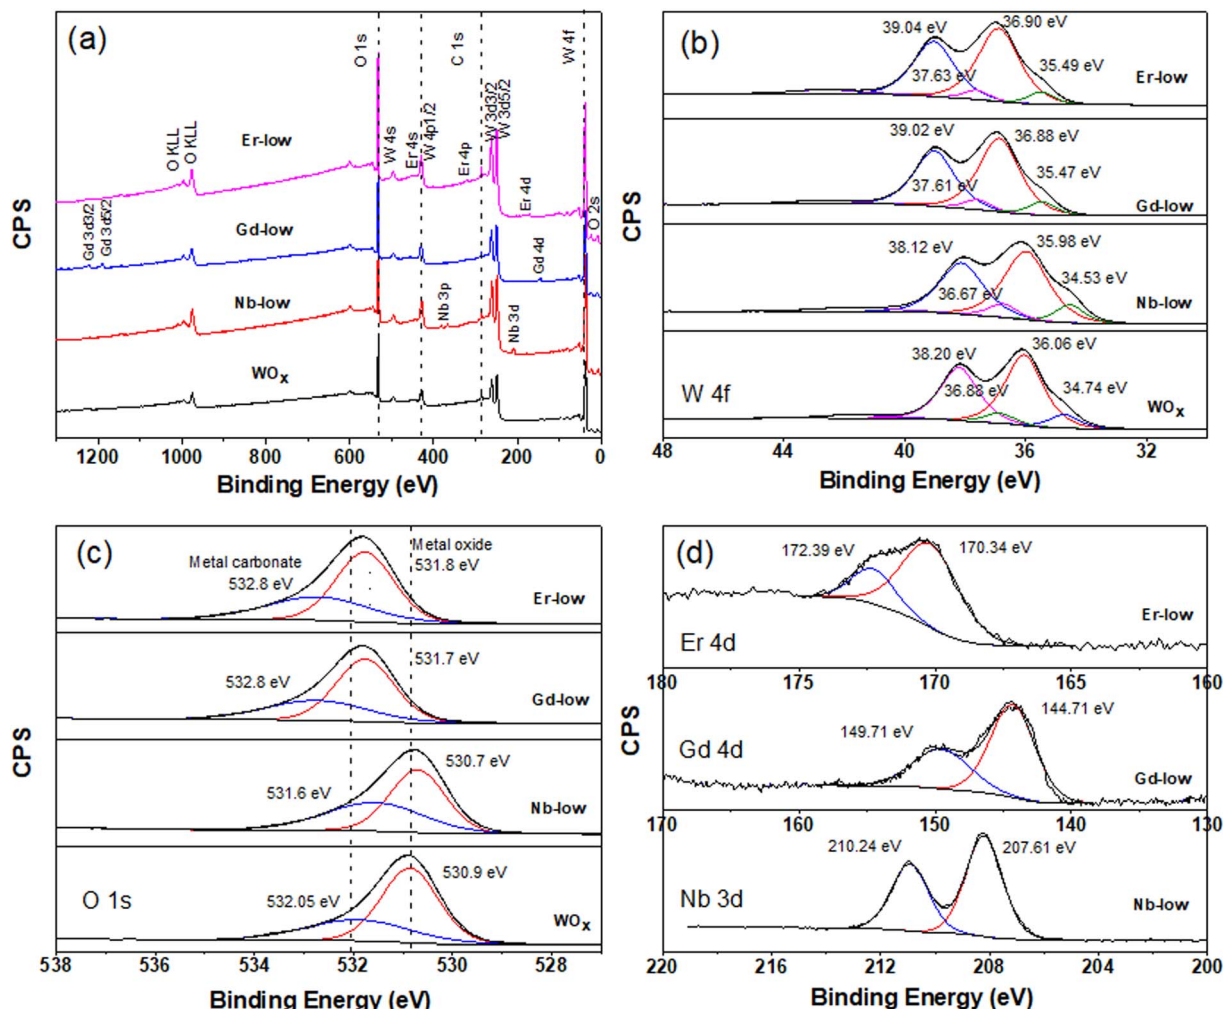 (a)
O 1s
C 1s
W 4f
O KLL
O KLL
Er-low
W 4s
Er 4s
W 4p1/2
Er 4p
W 3d3/2
W 3d5/2
Er 4d
O 2s
Gd 3d3/2
Gd 3d5/2
Gd-low
Gd 4d
Nb-low
Nb 3p
Nb 3d
WOx
CPS
1200 1000 800 600 400 200 0
Binding Energy (eV)
(b)
39.04 eV
36.90 eV
37.63 eV
35.49 eV
Er-low
39.02 eV
36.88 eV
37.61 eV
35.47 eV
Gd-low
38.12 eV
35.98 eV
36.67 eV
34.53 eV
Nb-low
38.20 eV
36.06 eV
36.88 eV
34.74 eV
W 4f
WOx
CPS
48 44 40 36 32
Binding Energy (eV)
(c)
Metal carbonate
532.8 eV
Metal oxide
531.8 eV
Er-low
532.8 eV
531.7 eV
Gd-low
531.6 eV
530.7 eV
Nb-low
532.05 eV
530.9 eV
O 1s
WOx
CPS
538 536 534 532 530 528
Binding Energy (eV)
(d)
172.39 eV
170.34 eV
Er 4d
Er-low
180 175 170 165 160
149.71 eV
144.71 eV
Gd 4d
Gd-low
170 160 150 140 130
210.24 eV
207.61 eV
Nb 3d
Nb-low
CPS
220 216 212 208 204 200
Binding Energy (eV)